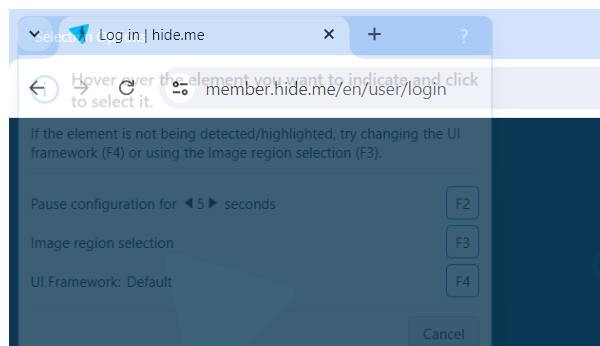 Selection Options
Log in | hide.me
?
Hover over the element you want to indicate and click
to select it.
member.hide.me/en/user/login
If the element is not being detected/highlighted, try changing the UI
framework (F4) or using the Image region selection (F3).
Pause configuration for 5 seconds
F2
Image region selection
F3
UI Framework: Default
F4
Cancel